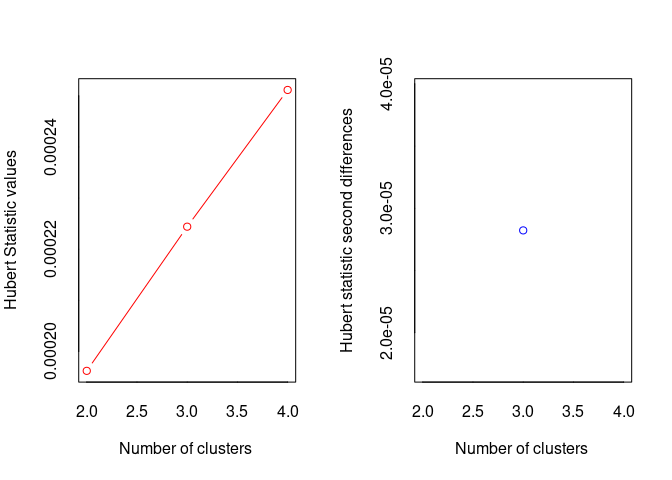 Hubert Statistic values
0.00020
0.00022
0.00024
2.0
2.5
3.0
3.5
4.0
Number of clusters
Hubert statistic second differences
2.0e-05
3.0e-05
4.0e-05
2.0
2.5
3.0
3.5
4.0
Number of clusters